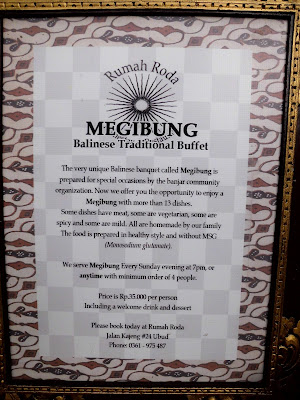 Rumah Roda
MEGIBUNG
Balinese Traditional Buffet
The very unique Balinese banquet called Megibung is
prepared for special occasions by the banjar community
organization. Now we offer you the opportunity to enjoy a
Megibung with more than 13 dishes.
Some dishes have meat, some are vegetarian, some are
spicy and some are mild. All are homemade by our family
The food is prepared in healthy style and without MSG
(Monosodium glutamate).
We serve Megibung Every Sunday evening at 7pm, or
anytime with minimum order of 4 people.
Price is Rp.35.000 per person
Including a welcome drink and dessert
Please book today at Rumah Roda
Jalan Kajeng #24 Ubud
Phone: 0361 - 975 487